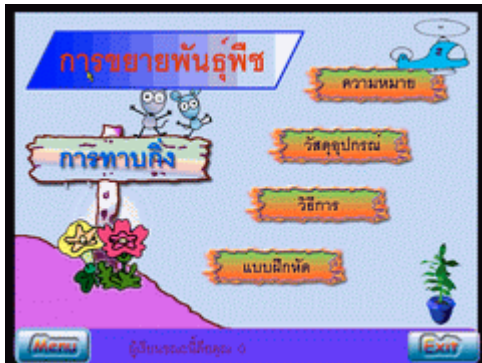 การขยายพันธุ์พืช
ความหมาย
การทาบกิ่ง
วัสดุอุปกรณ์
วิธีการ
แบบฝึกหัด
Menu
Exit